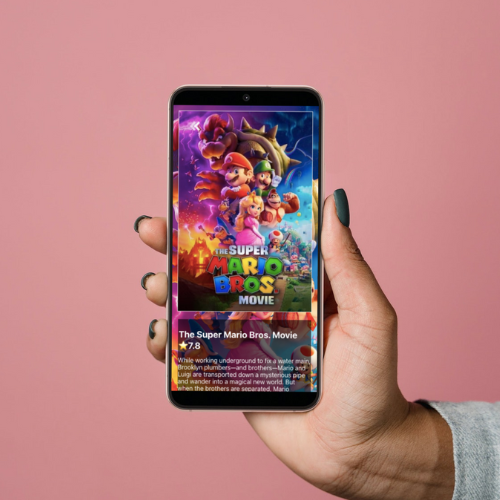 THE SUPER
MARIO
BROS
MOVIE
The Super Mario Bros. Movie
⭐7.8
While working underground to fix a water main,
Brooklyn plumbers—and brothers—Mario and
Luigi are transported down a mysterious pipe
and wander into a magical new world. But
when the brothers are separated, Mario